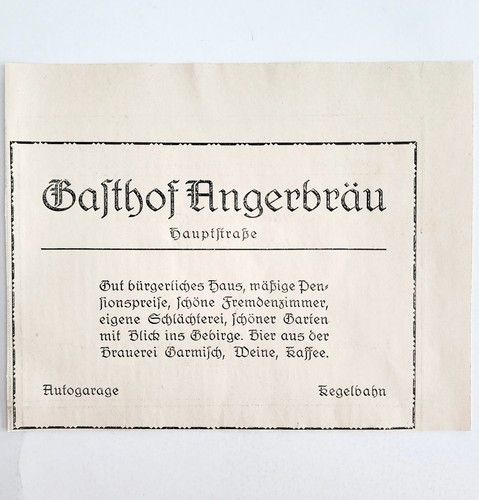 Gasthof Angerbräu
Hauptstraße
Gut bürgerliches Haus, mäßige Pen-
sionspreise, schöne Fremdenzimmer,
eigene Schlächterei, schöner Garten
mit Blick ins Gebirge. Bier aus der
Brauerei Garmisch, Weine, Kaffee.
Autogarage Kegelbahn